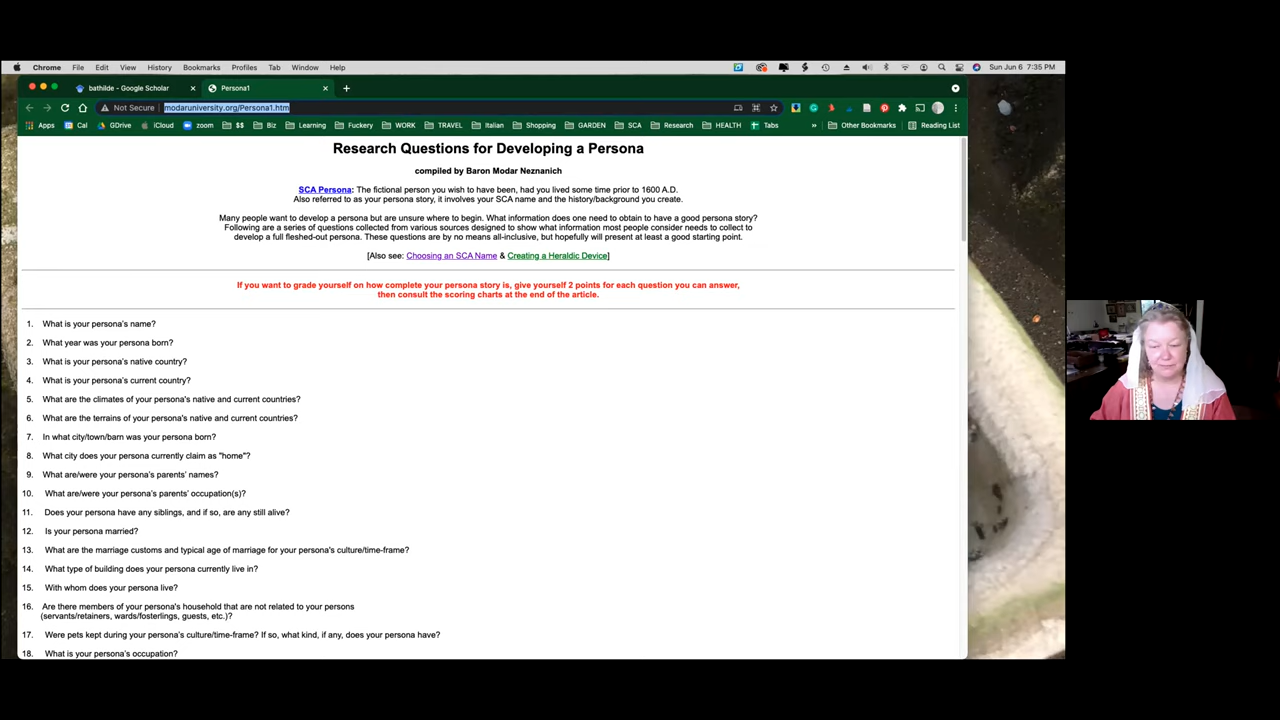 Chrome File Edit View History Bookmarks Profiles Tab Window Help Sun Jun 6 7:35 PM
bathilde - Google Scholar Persona1
Not Secure modaruniversity.org/Persona1.htm
Apps Cal GDrive iCloud zoom $$ Biz Learning Fuckery WORK TRAVEL Italian Shopping GARDEN SCA Research HEALTH Tabs » Other Bookmarks Reading List
Research Questions for Developing a Persona
compiled by Baron Modar Neznanich
SCA Persona: The fictional person you wish to have been, had you lived some time prior to 1600 A.D.
Also referred to as your persona story, it involves your SCA name and the history/background you create.
Many people want to develop a persona but are unsure where to begin. What information does one need to obtain to have a good persona story?
Following are a series of questions collected from various sources designed to show what information most people consider needs to collect to
develop a full fleshed-out persona. These questions are by no means all-inclusive, but hopefully will present at least a good starting point.
[Also see: Choosing an SCA Name & Creating a Heraldic Device]
If you want to grade yourself on how complete your persona story is, give yourself 2 points for each question you can answer,
then consult the scoring charts at the end of the article.
1. What is your persona's name?
2. What year was your persona born?
3. What is your persona's native country?
4. What is your persona's current country?
5. What are the climates of your persona's native and current countries?
6. What are the terrains of your persona's native and current countries?
7. In what city/town/barn was your persona born?
8. What city does your persona currently claim as "home"?
9. What are/were your persona's parents' names?
10. What are/were your persona's parents' occupation(s)?
11. Does your persona have any siblings, and if so, are any still alive?
12. Is your persona married?
13. What are the marriage customs and typical age of marriage for your persona's culture/time-frame?
14. What type of building does your persona currently live in?
15. With whom does your persona live?
16. Are there members of your persona's household that are not related to your persons
(servants/retainers, wards/fosterlings, guests, etc.)?
17. Were pets kept during your persona's culture/time-frame? If so, what kind, if any, does your persona have?
18. What is your persona's occupation?